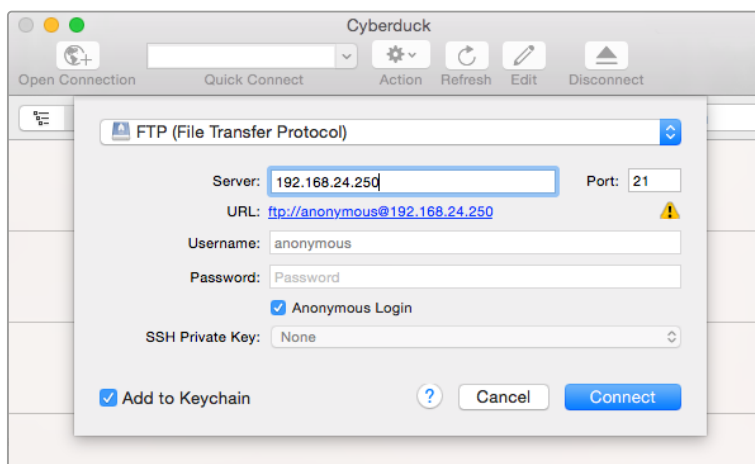 Cyberduck
Open Connection Quick Connect Action Refresh Edit Disconnect
FTP (File Transfer Protocol)
Server: 192.168.24.250 Port: 21
URL: ftp://anonymous@192.168.24.250
Username: anonymous
Password: Password
Anonymous Login
SSH Private Key: None
Add to Keychain ? Cancel Connect